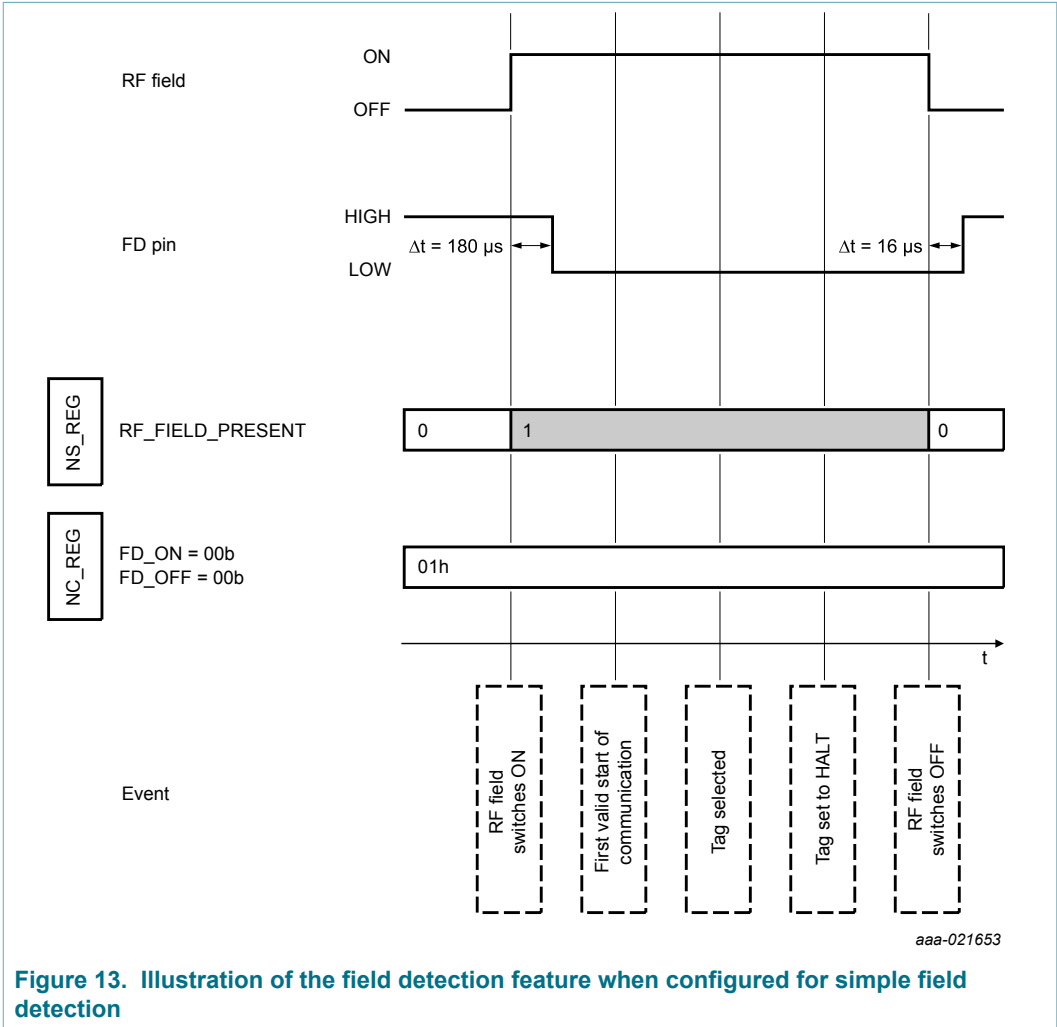 RF field
ON
OFF
FD pin
HIGH
LOW
Δt = 180 μs
Δt = 16 μs
NS_REG
RF_FIELD_PRESENT
0
1
0
NC_REG
FD_ON = 00b
FD_OFF = 00b
01h
t
Event
RF field
switches ON
First valid start of
communication
Tag selected
Tag set to HALT
RF field
switches OFF
aaa-021653
Figure 13. Illustration of the field detection feature when configured for simple field
detection